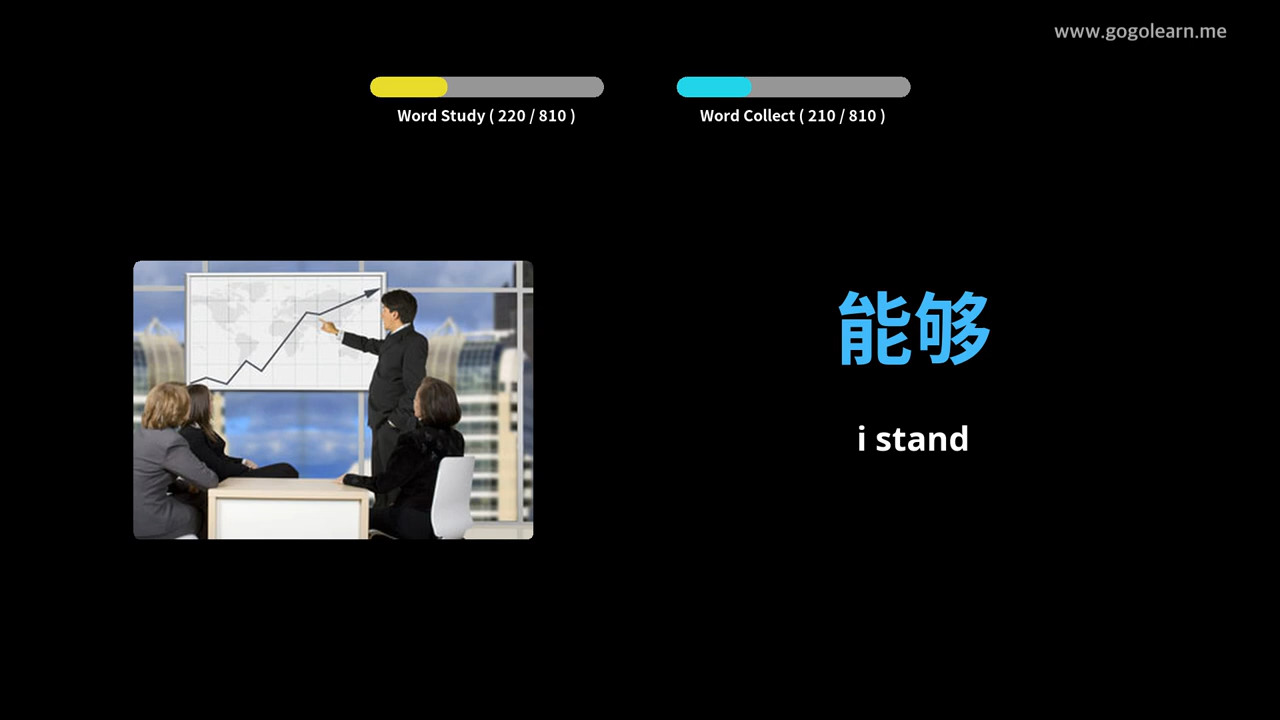 www.gogolearn.me
Word Study ( 220 / 810 )
Word Collect ( 210 / 810 )
能够
i stand